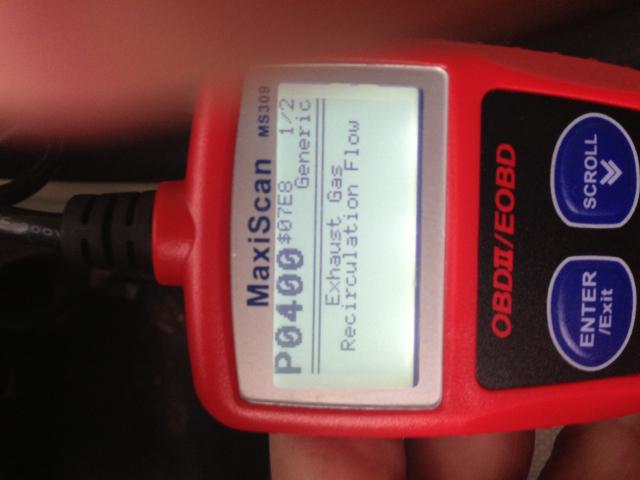 MaxiScan MS309
P0400 $07E8 1/2
Generic
Exhaust Gas
Recirculation Flow
OBDII/EOBD
ENTER
/Exit
SCROLL